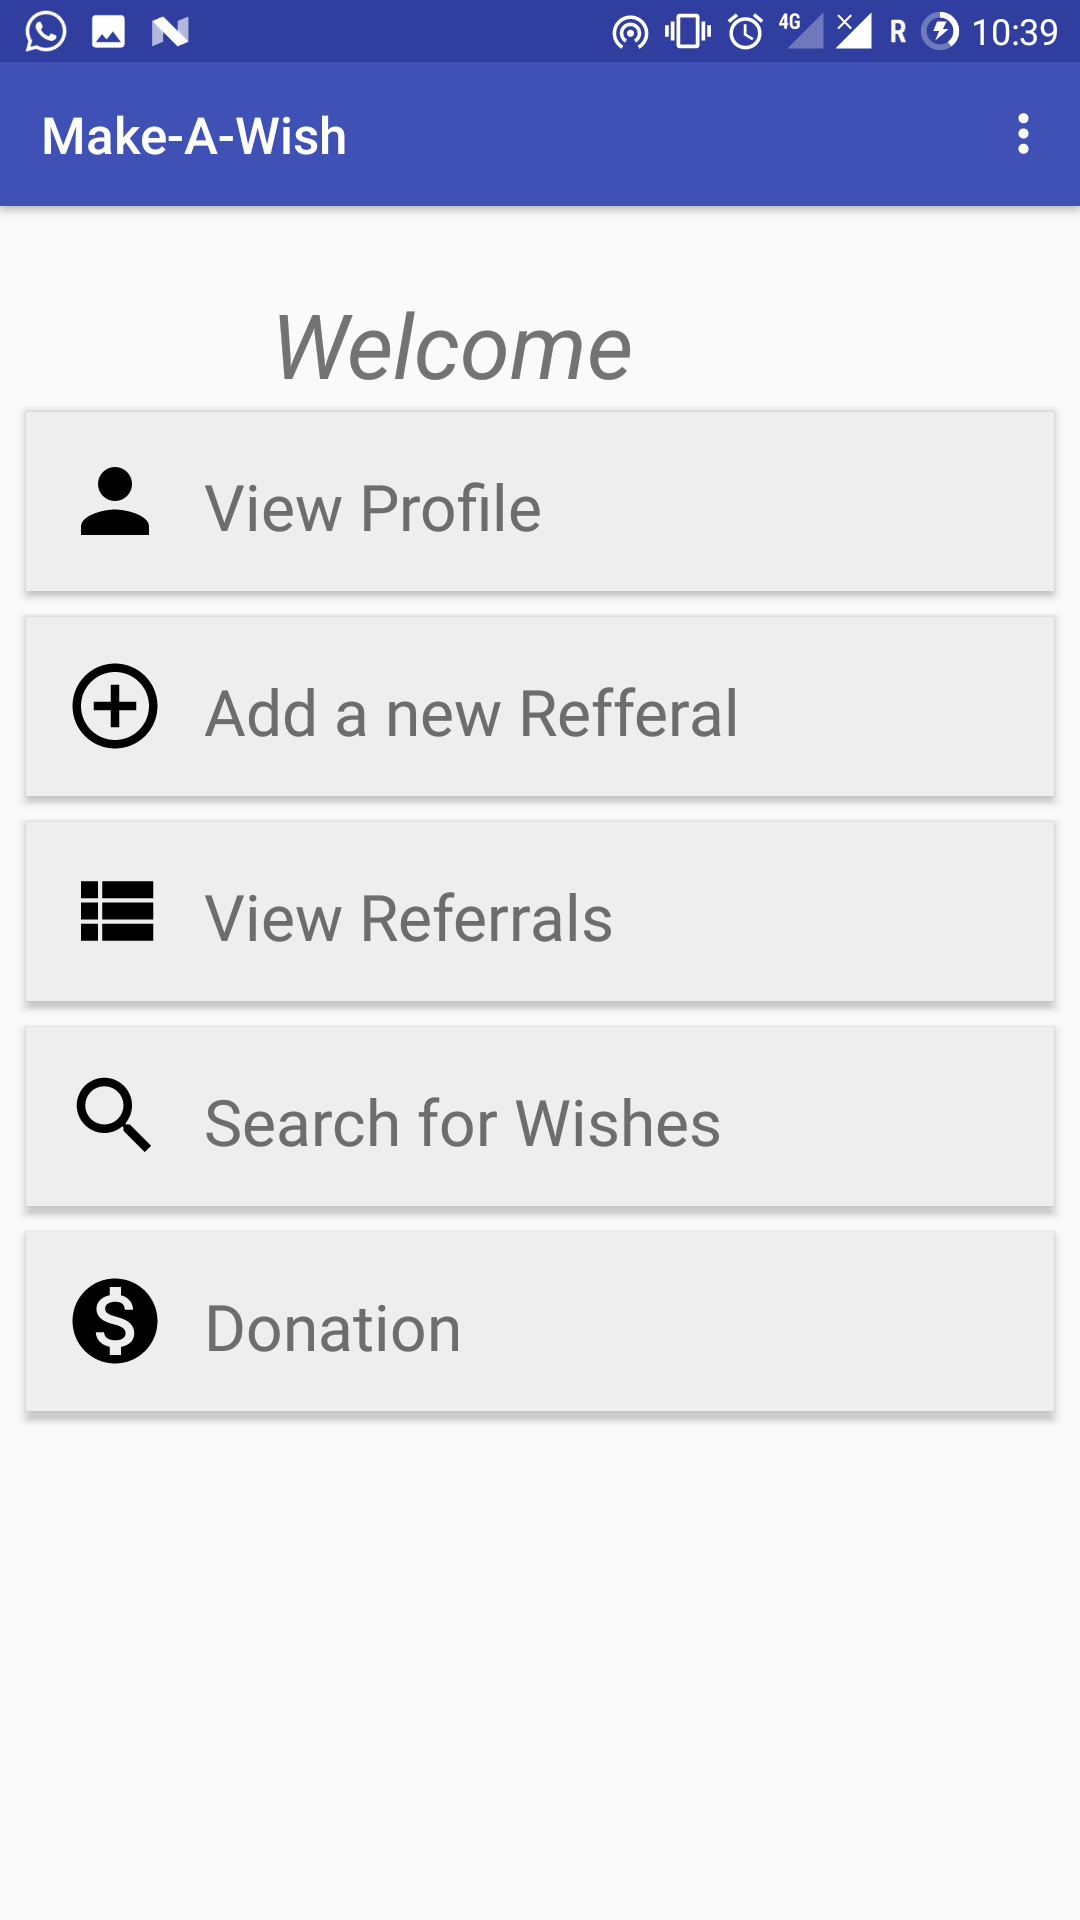 4G R 10:39
Make-A-Wish
Welcome
View Profile
Add a new Refferal
View Referrals
Search for Wishes
Donation